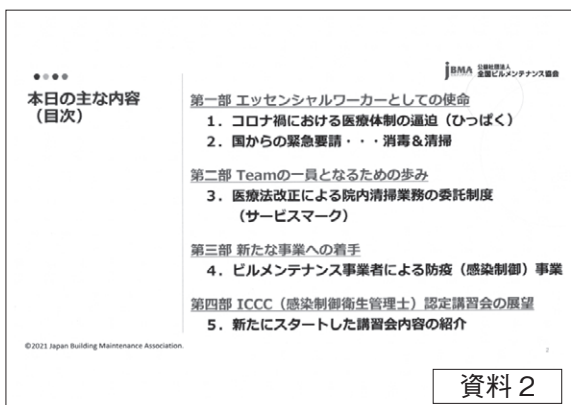 JBMA 公益社団法人
全国ビルメンテナンス協会
本日の主な内容
（目次）
第一部 エッセンシャルワーカーとしての使命
1．コロナ禍における医療体制の逼迫（ひっぱく）
2．国からの緊急要請・・・消毒＆清掃
第二部 Teamの一員となるための歩み
3．医療法改正による院内清掃業務の委託制度
（サービスマーク）
第三部 新たな事業への着手
4．ビルメンテナンス事業者による防疫（感染制御）事業
第四部 ICCC（感染制御衛生管理士）認定講習会の展望
5．新たにスタートした講習会内容の紹介
©2021 Japan Building Maintenance Association.
2
資料２